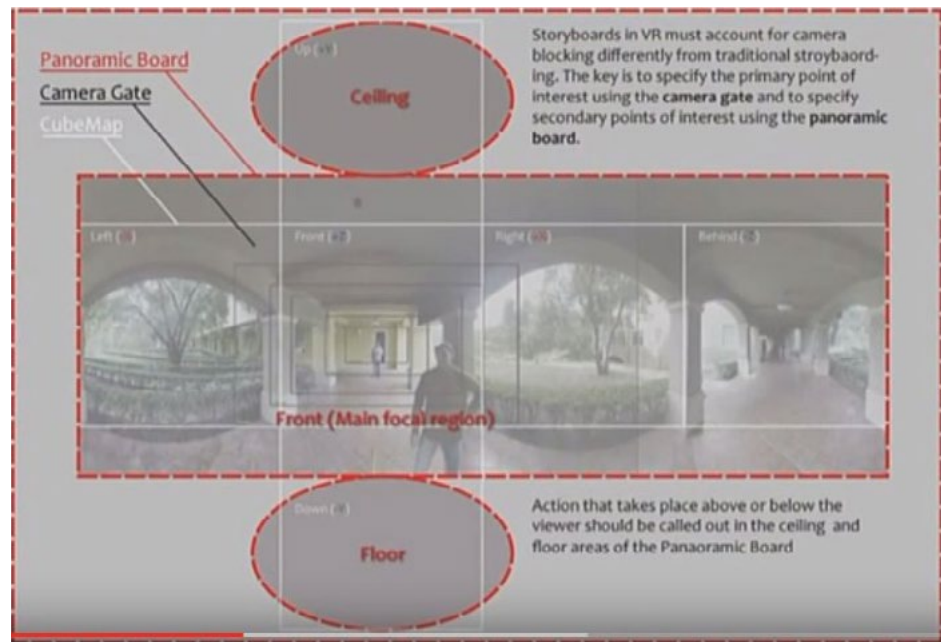 Up (+Y)
Ceiling
Storyboards in VR must account for camera
blocking differently from traditional stroybaord-
ing. The key is to specify the primary point of
interest using the camera gate and to specify
secondary points of interest using the panoramic
board.
Panoramic Board
Camera Gate
CubeMap
Left (-X)
Front (+Z)
Right (+X)
Behind (-Z)
Front (Main focal region)
Down (-Y)
Floor
Action that takes place above or below the
viewer should be called out in the ceiling and
floor areas of the Panaoramic Board